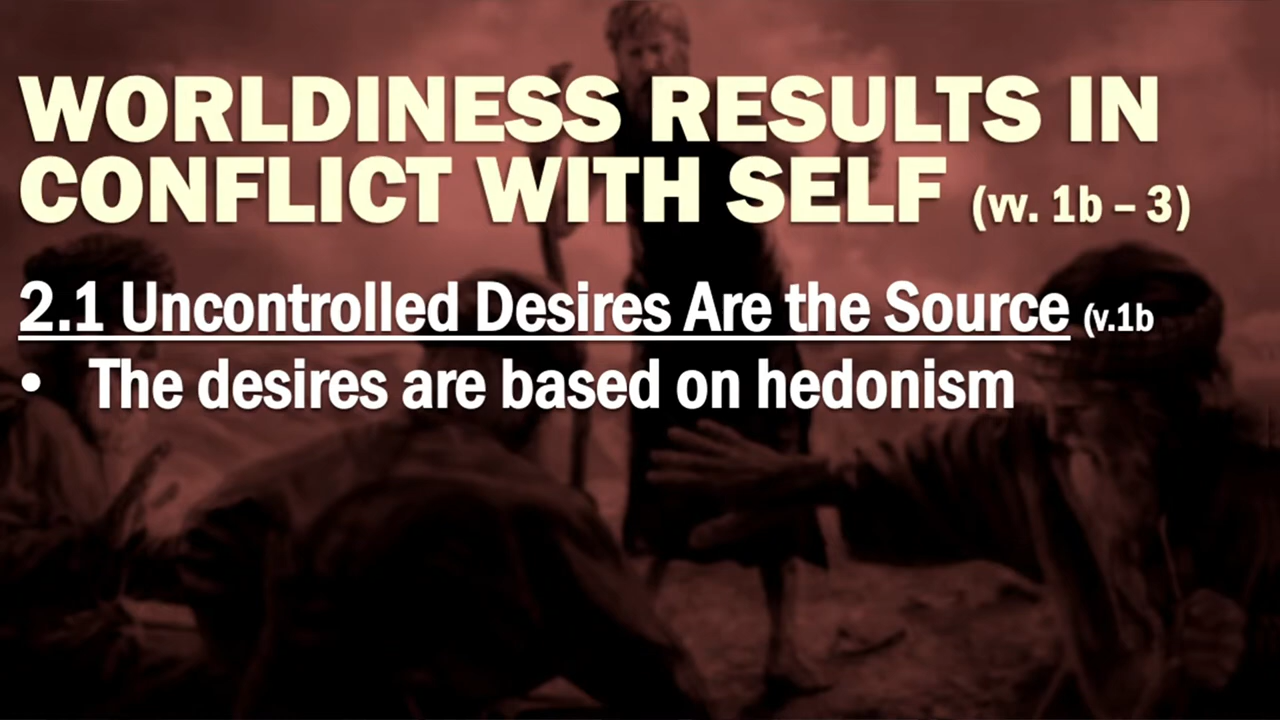 WORLDINESS RESULTS IN
CONFLICT WITH SELF (vv. 1b – 3)
2.1 Uncontrolled Desires Are the Source (v.1b
• The desires are based on hedonism